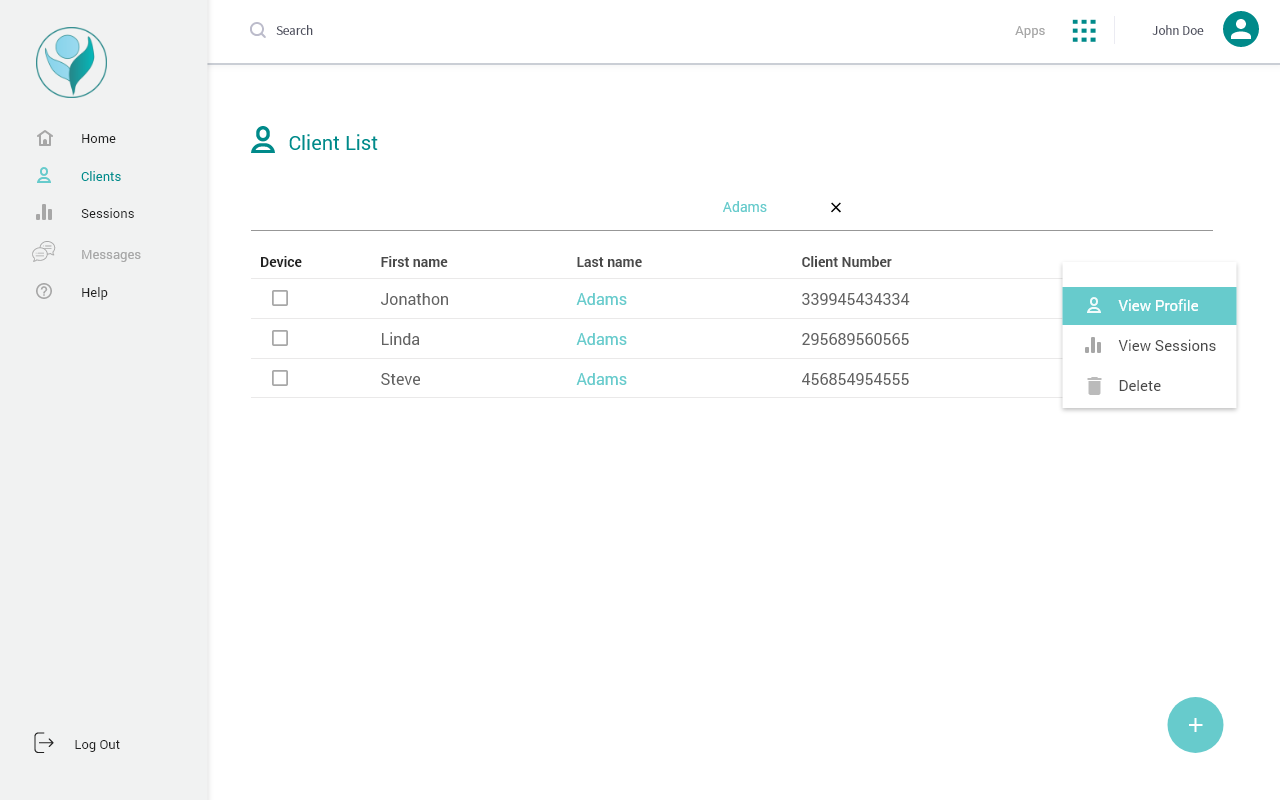 Search
Apps
John Doe
Home
Clients
Sessions
Messages
Help
Log Out
Client List
Adams
Device First name Last name Client Number
Jonathon Adams 339945434334
Linda Adams 295689560565
Steve Adams 456854954555
View Profile
View Sessions
Delete